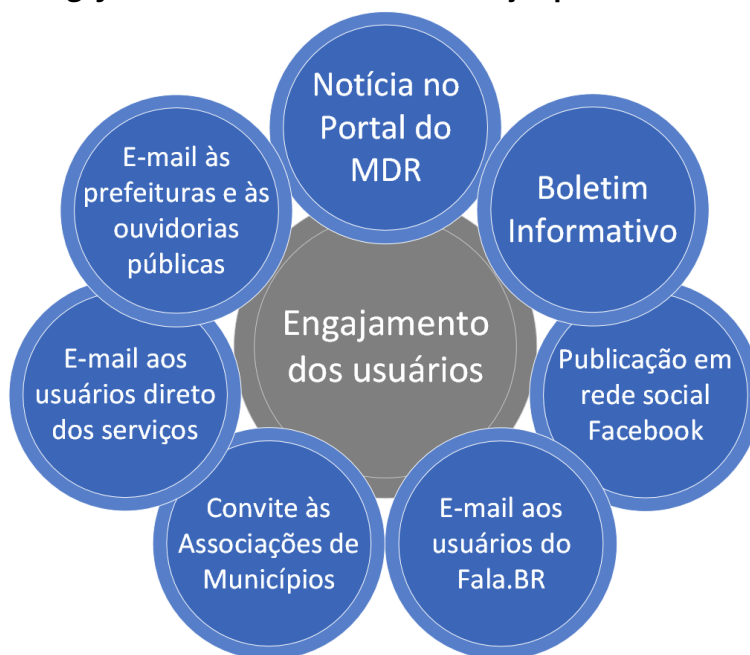 Notícia no
Portal do
MDR
Boletim
Informativo
Publicação em
rede social
Facebook
E-mail aos
usuários do
Fala.BR
Convite às
Associações de
Municípios
E-mail aos
usuários direto
dos serviços
E-mail às
prefeituras e às
ouvidorias
públicas
Engajamento
dos usuários